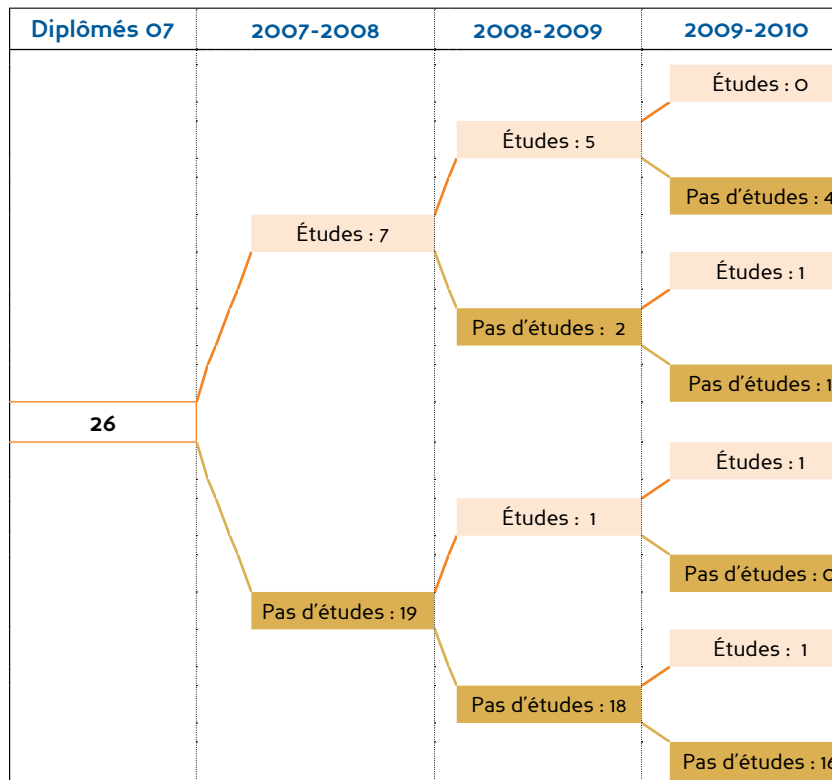 Diplômés 07 2007-2008 2008-2009 2009-2010
Études : 0
Études : 5
Pas d'études : 4
Études : 7
Études : 1
Pas d'études : 2
Pas d'études : 1
26
Études : 1
Études : 1
Pas d'études : 0
Pas d'études : 19
Études : 1
Pas d'études : 18
Pas d'études : 16